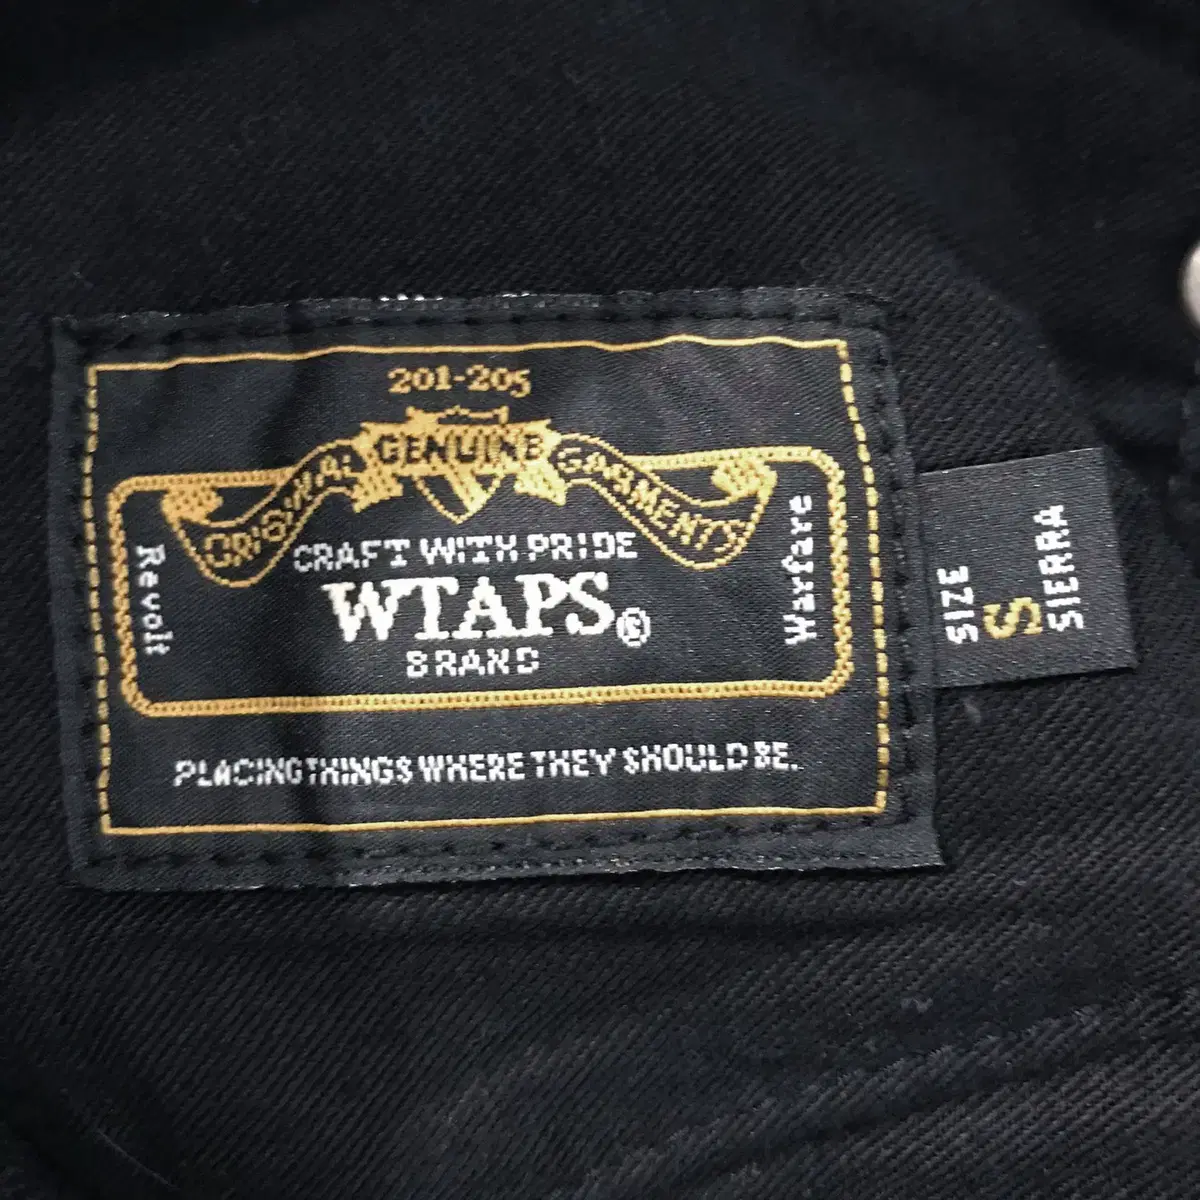 201-205
ORIGINAL GENUINE GARMENTS
CRAFT WITH PRIDE
WTAPS®
BRAND
Revolt
Warfare
PLACING THINGS WHERE THEY SHOULD BE.
SIZE
S
SIERRA